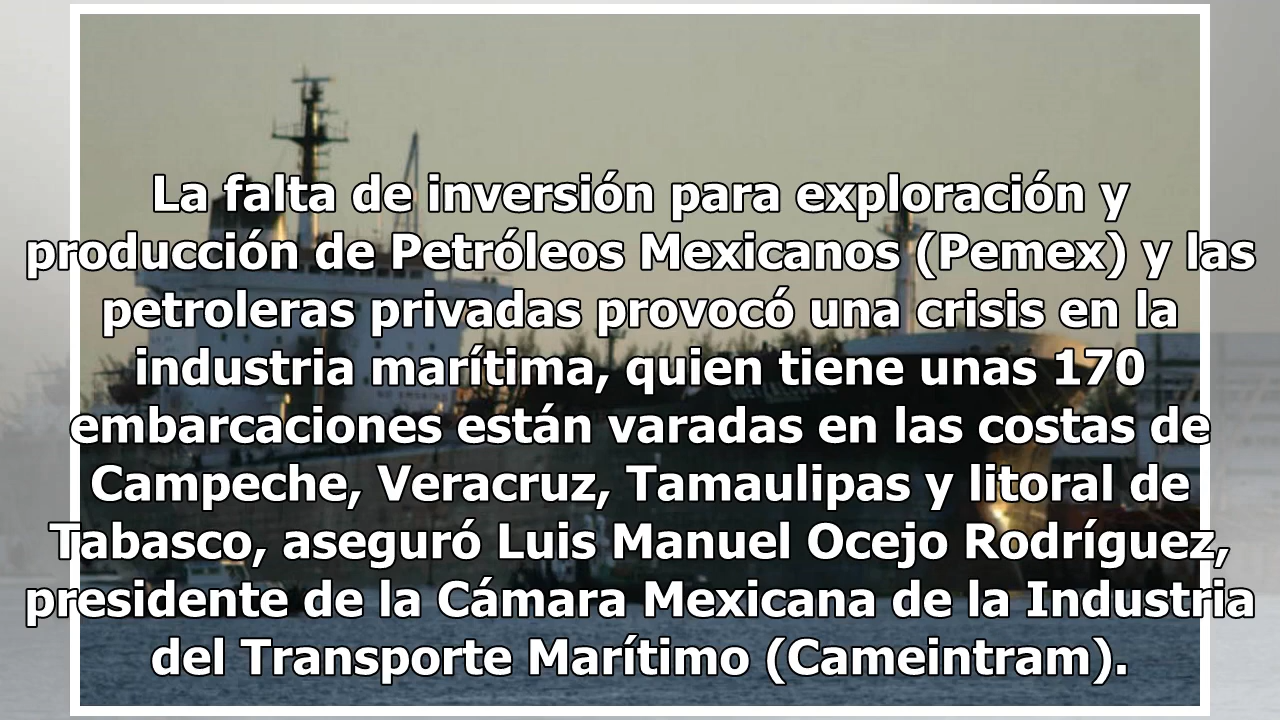 La falta de inversión para exploración y
producción de Petróleos Mexicanos (Pemex) y las
petroleras privadas provocó una crisis en la
industria marítima, quien tiene unas 170
embarcaciones están varadas en las costas de
Campeche, Veracruz, Tamaulipas y litoral de
Tabasco, aseguró Luis Manuel Ocejo Rodríguez,
presidente de la Cámara Mexicana de la Industria
del Transporte Marítimo (Cameintram).